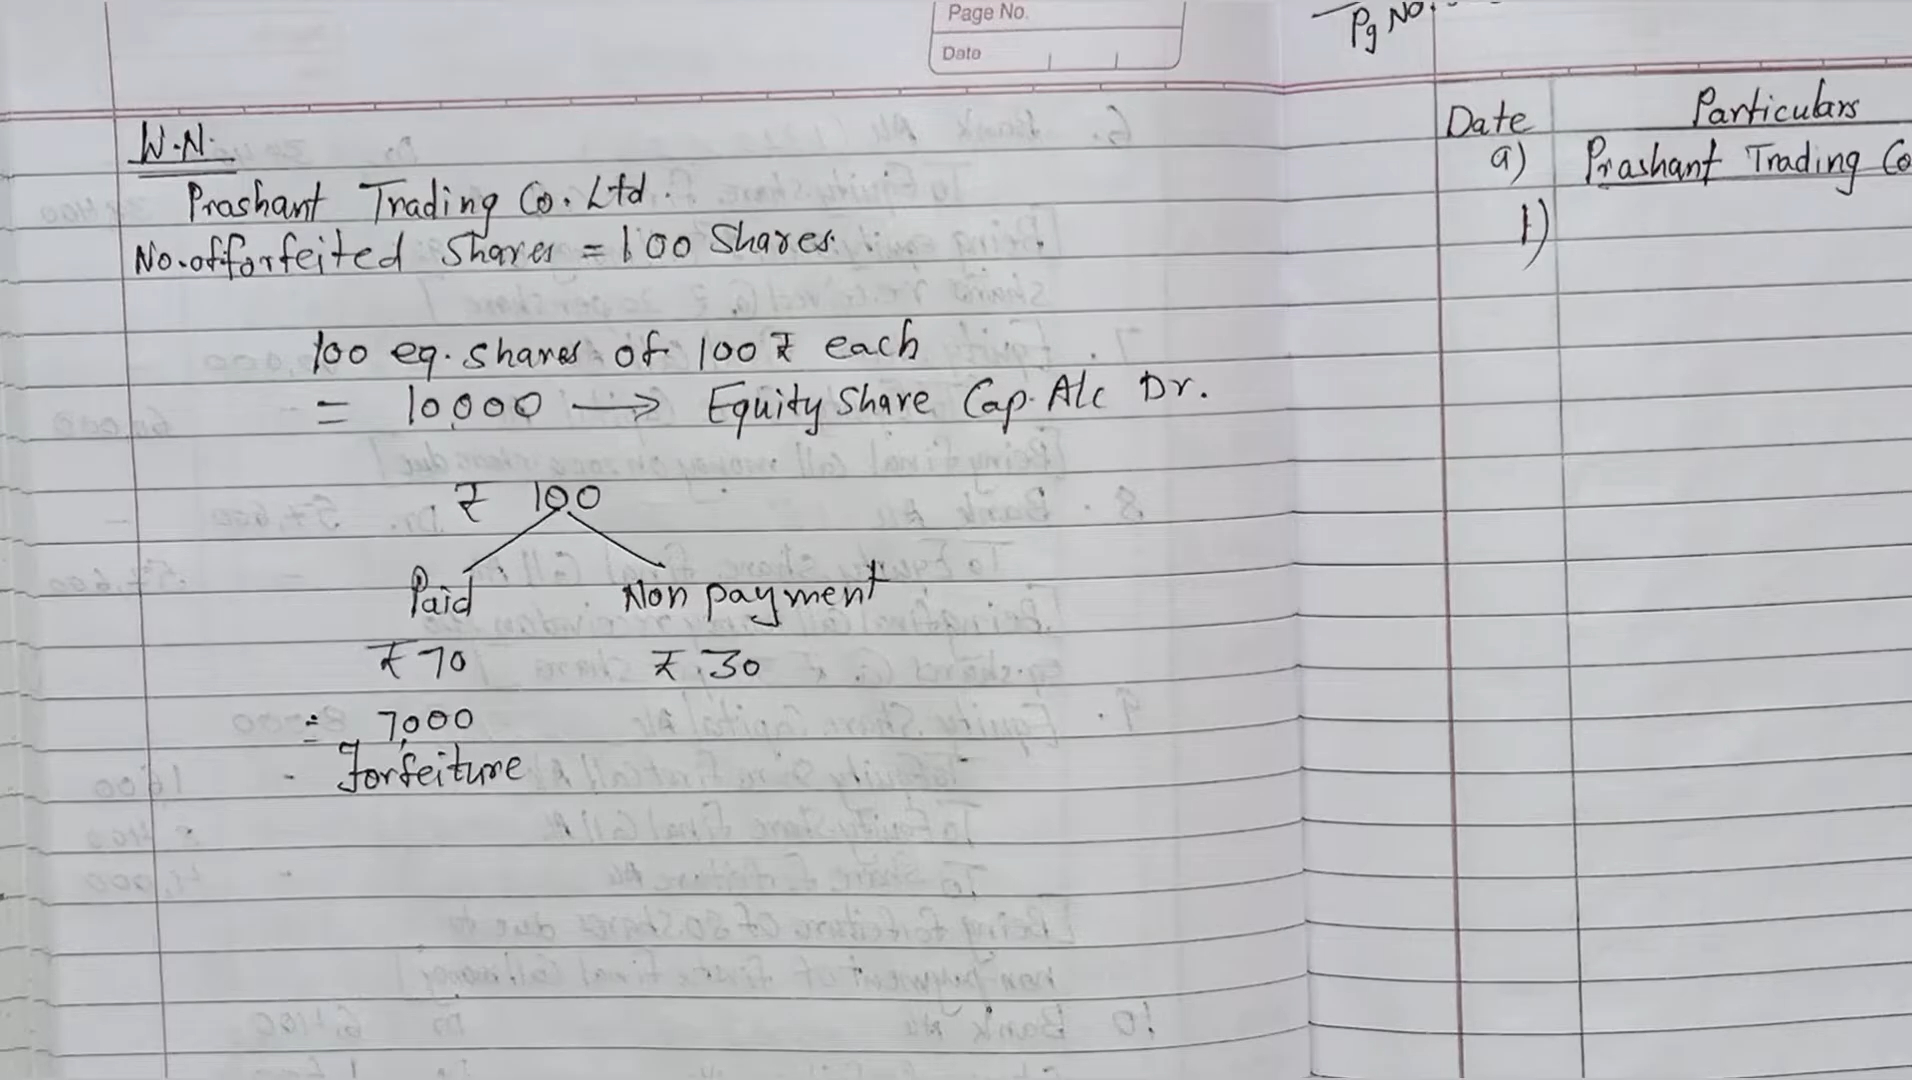 Page No.
Date
Pg No.
W.N.
Prashant Trading Co. Ltd.
No. of forfeited Shares = 100 Shares.
100 eq. shares of 100 ₹ each
= 10,000 → Equity Share Cap. A/c Dr.
₹ 100
Paid Non payment
₹ 70 ₹ 30
= 7,000
- Forfeiture
Date Particulars
a) Prashant Trading Co
1)